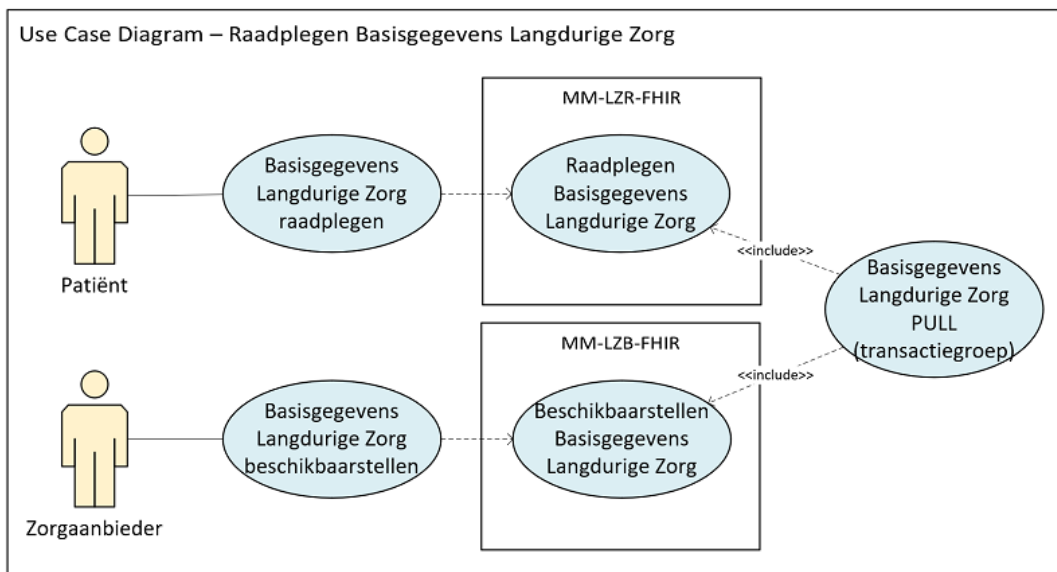 Use Case Diagram – Raadplegen Basisgegevens Langdurige Zorg
MM-LZR-FHIR
Basisgegevens
Langdurige Zorg
raadplegen
Raadplegen
Basisgegevens
Langdurige Zorg
Patiënt
<<include>>
Basisgegevens
Langdurige Zorg
PULL
(transactiegroep)
MM-LZB-FHIR
<<include>>
Basisgegevens
Langdurige Zorg
beschikbaarstellen
Beschikbaarstellen
Basisgegevens
Langdurige Zorg
Zorgaanbieder